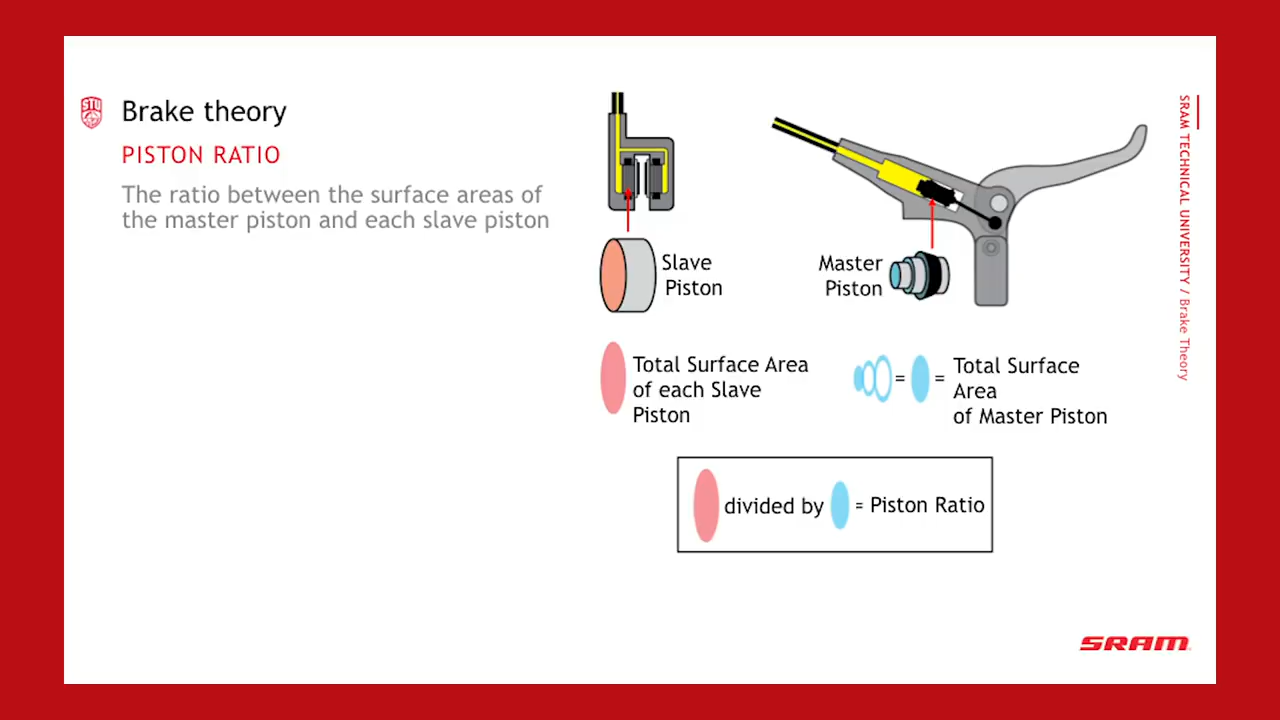 STU
Brake theory
PISTON RATIO
The ratio between the surface areas of
the master piston and each slave piston
Slave
Piston
Master
Piston
Total Surface Area
of each Slave
Piston
= =
Total Surface
Area
of Master Piston
divided by = Piston Ratio
SRAM TECHNICAL UNIVERSITY / Brake Theory
SRAM